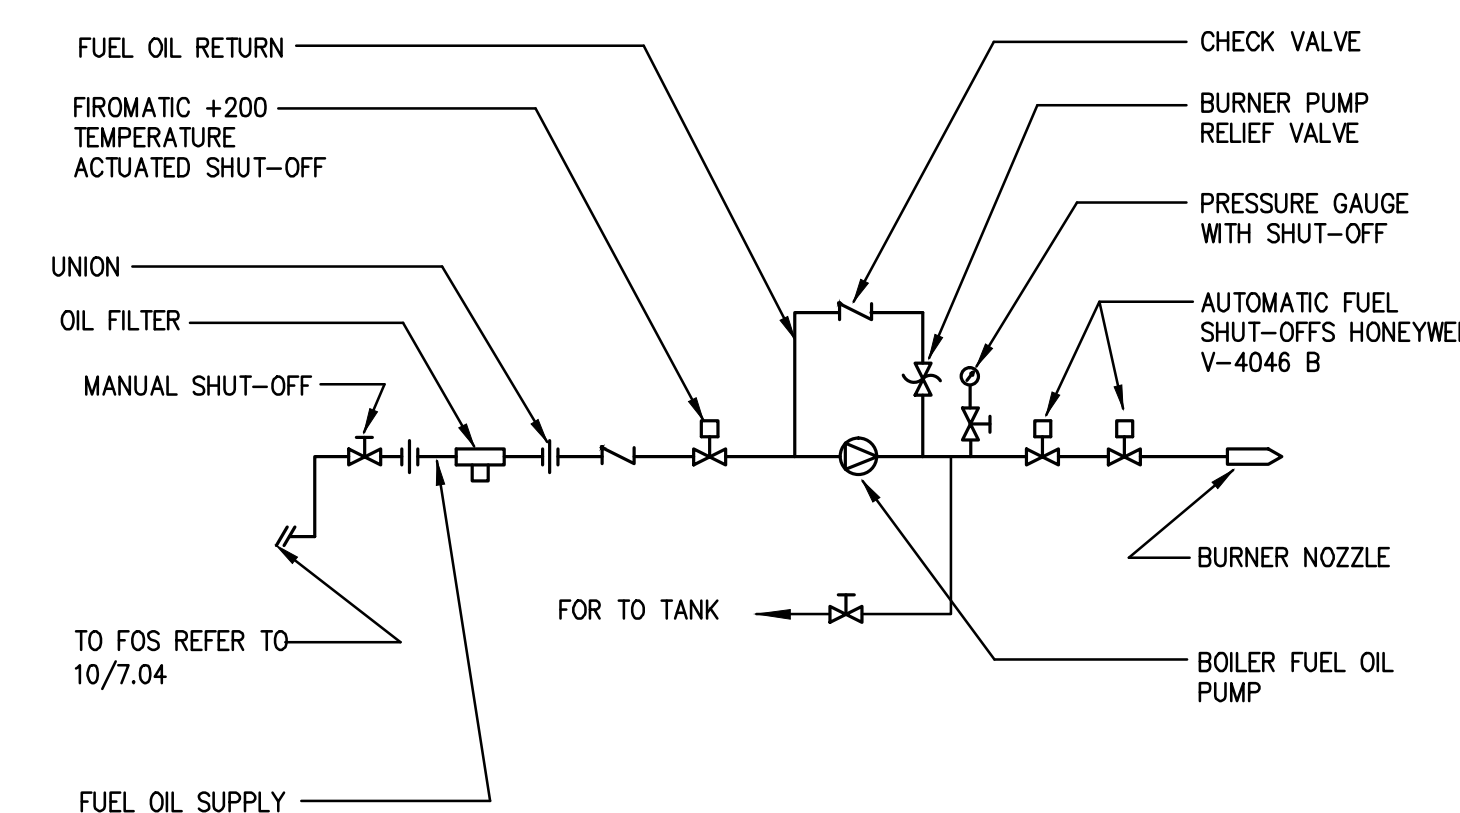 FUEL OIL RETURN
FIROMATIC +200
TEMPERATURE
ACTUATED SHUT-OFF
UNION
OIL FILTER
MANUAL SHUT-OFF
TO FOS REFER TO
10/7.04
FUEL OIL SUPPLY
FOR TO TANK
CHECK VALVE
BURNER PUMP
RELIEF VALVE
PRESSURE GAUGE
WITH SHUT-OFF
AUTOMATIC FUEL
SHUT-OFFS
V-4046 B
BURNER NOZZLE
BOILER FUEL OIL
PUMP